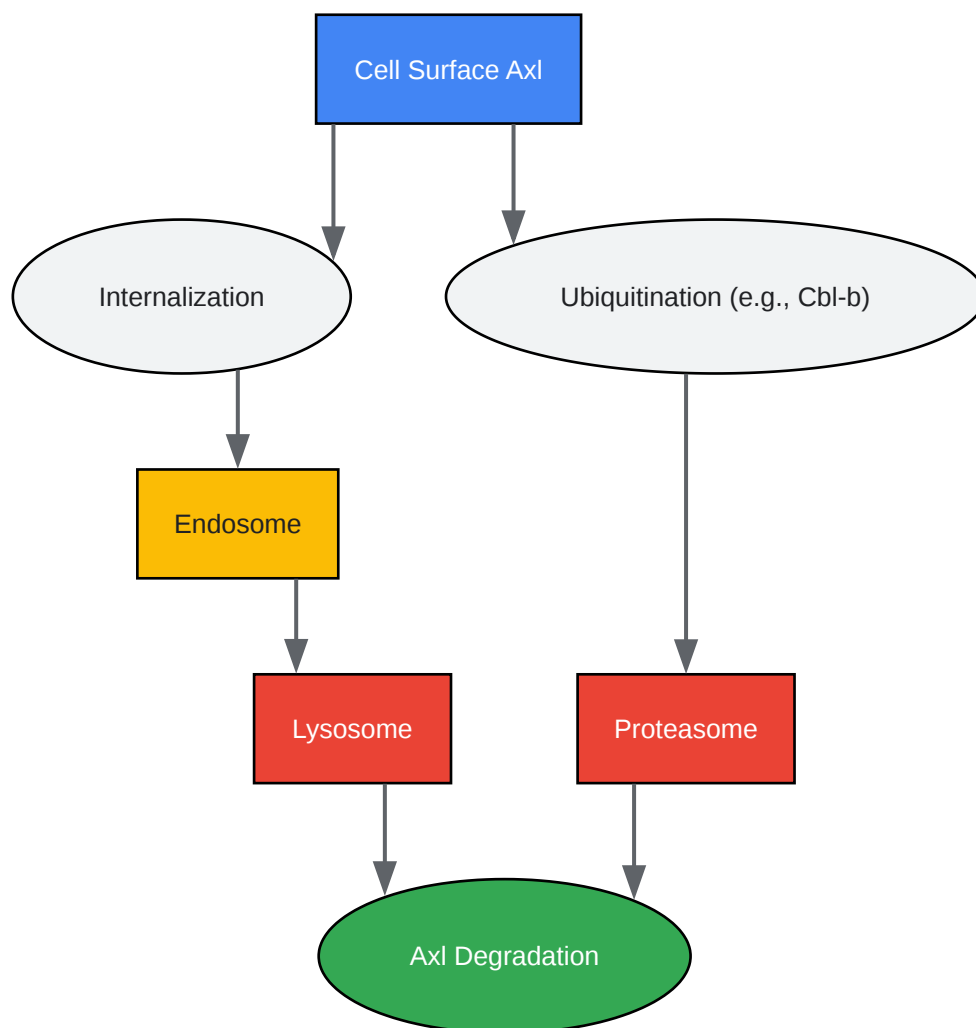 Cell Surface Axl
Internalization
Ubiquitination (e.g., Cbl-b)
Endosome
Lysosome
Proteasome
Axl Degradation